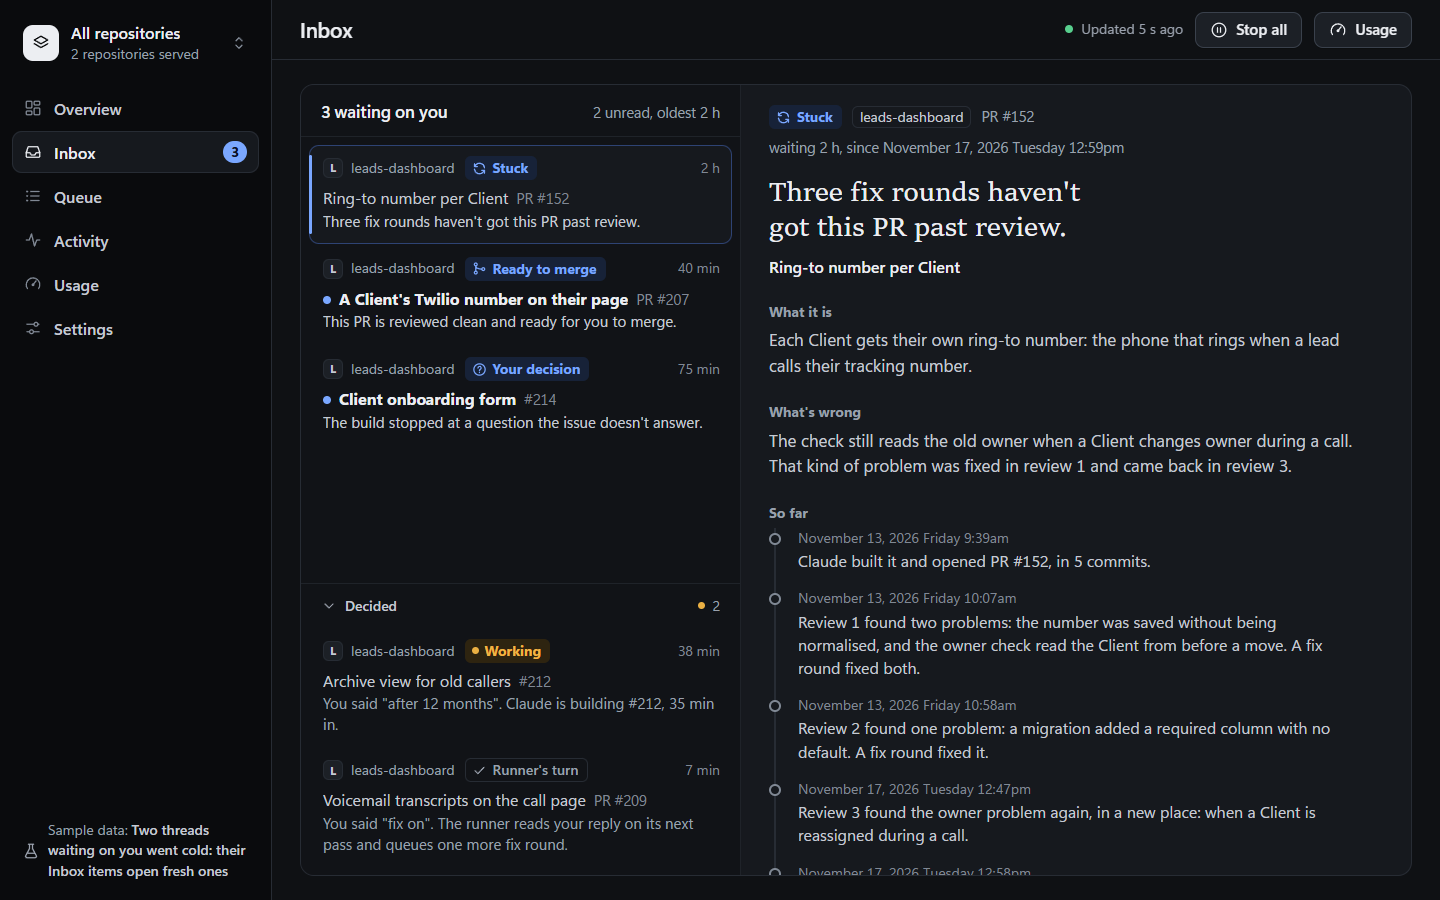 All repositories
2 repositories served
Overview
Inbox
3
Queue
Activity
Usage
Settings
Sample data: Two threads
waiting on you went cold: their
Inbox items open fresh ones
Inbox
Updated 5 s ago
Stop all
Usage
3 waiting on you
2 unread, oldest 2 h
L leads-dashboard Stuck 2 h
Ring-to number per Client PR #152
Three fix rounds haven't got this PR past review.
L leads-dashboard Ready to merge 40 min
A Client's Twilio number on their page PR #207
This PR is reviewed clean and ready for you to merge.
L leads-dashboard Your decision 75 min
Client onboarding form #214
The build stopped at a question the issue doesn't answer.
Decided 2
L leads-dashboard Working 38 min
Archive view for old callers #212
You said "after 12 months". Claude is building #212, 35 min
in.
L leads-dashboard Runner's turn 7 min
Voicemail transcripts on the call page PR #209
You said "fix on". The runner reads your reply on its next
pass and queues one more fix round.
Stuck leads-dashboard PR #152
waiting 2 h, since November 17, 2026 Tuesday 12:59pm
Three fix rounds haven't
got this PR past review.
Ring-to number per Client
What it is
Each Client gets their own ring-to number: the phone that rings when a lead
calls their tracking number.
What's wrong
The check still reads the old owner when a Client changes owner during a call.
That kind of problem was fixed in review 1 and came back in review 3.
So far
November 13, 2026 Friday 9:39am
Claude built it and opened PR #152, in 5 commits.
November 13, 2026 Friday 10:07am
Review 1 found two problems: the number was saved without being
normalised, and the owner check read the Client from before a move. A fix
round fixed both.
November 13, 2026 Friday 10:58am
Review 2 found one problem: a migration added a required column with no
default. A fix round fixed it.
November 17, 2026 Tuesday 12:47pm
Review 3 found the owner problem again, in a new place: when a Client is
reassigned during a call.
November 17, 2026 Tuesday 12:58pm